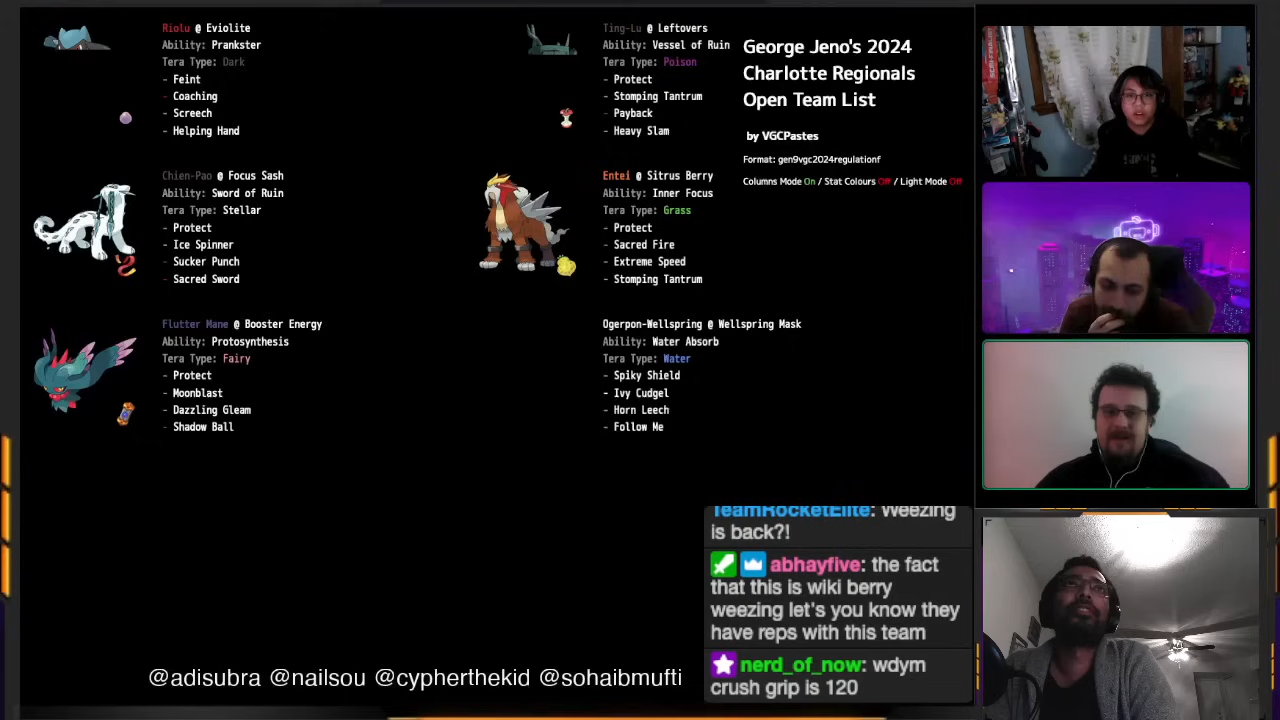 Riolu @ Eviolite
Ability: Prankster
Tera Type: Dark
- Feint
- Coaching
- Screech
- Helping Hand
Ting-Lu @ Leftovers
Ability: Vessel of Ruin
Tera Type: Poison
- Protect
- Stomping Tantrum
- Payback
- Heavy Slam
George Jeno's 2024
Charlotte Regionals
Open Team List
by VGCPastes
Format: gen9vgc2024regulationf
Columns Mode On / Stat Colours Off / Light Mode Off
Chien-Pao @ Focus Sash
Ability: Sword of Ruin
Tera Type: Stellar
- Protect
- Ice Spinner
- Sucker Punch
- Sacred Sword
Entei @ Sitrus Berry
Ability: Inner Focus
Tera Type: Grass
- Protect
- Sacred Fire
- Extreme Speed
- Stomping Tantrum
Flutter Mane @ Booster Energy
Ability: Protosynthesis
Tera Type: Fairy
- Protect
- Moonblast
- Dazzling Gleam
- Shadow Ball
Ogerpon-Wellspring @ Wellspring Mask
Ability: Water Absorb
Tera Type: Water
- Spiky Shield
- Ivy Cudgel
- Horn Leech
- Follow Me
TeamRocketElite: Weezing
is back?!
abhayfive: the fact
that this is wiki berry
weezing let's you know they
have reps with this team
nerd_of_now: wdym
crush grip is 120
@adisubra @nailsou @cypherthekid @sohaibmufti